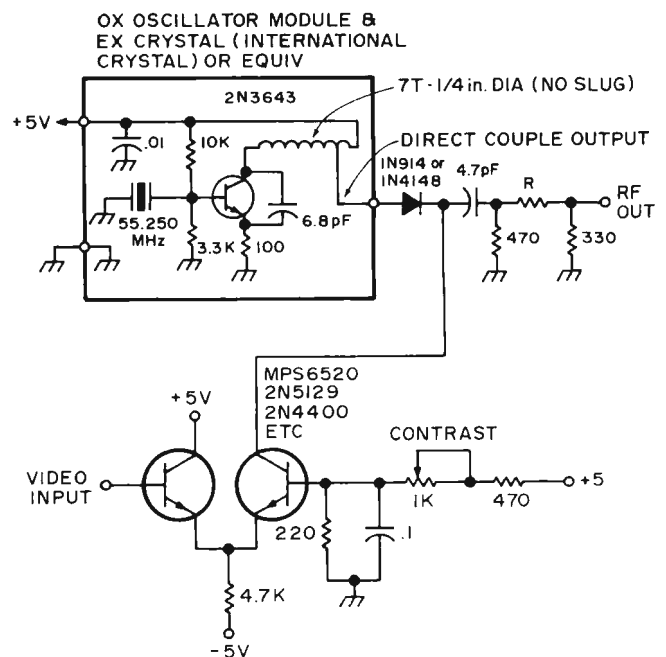 OX OSCILLATOR MODULE &
EX CRYSTAL (INTERNATIONAL
CRYSTAL) OR EQUIV
2N3643
7T-1/4 in. DIA (NO SLUG)
+5V
.01
10K
DIRECT COUPLE OUTPUT
1N914 or
1N4148
4.7pF
R
RF
OUT
55.250
MHz
3.3K
100
6.8pF
470
330
MPS6520
2N5129
2N4400
ETC
+5V
CONTRAST
VIDEO
INPUT
1K
470
+5
220
.1
4.7K
-5V